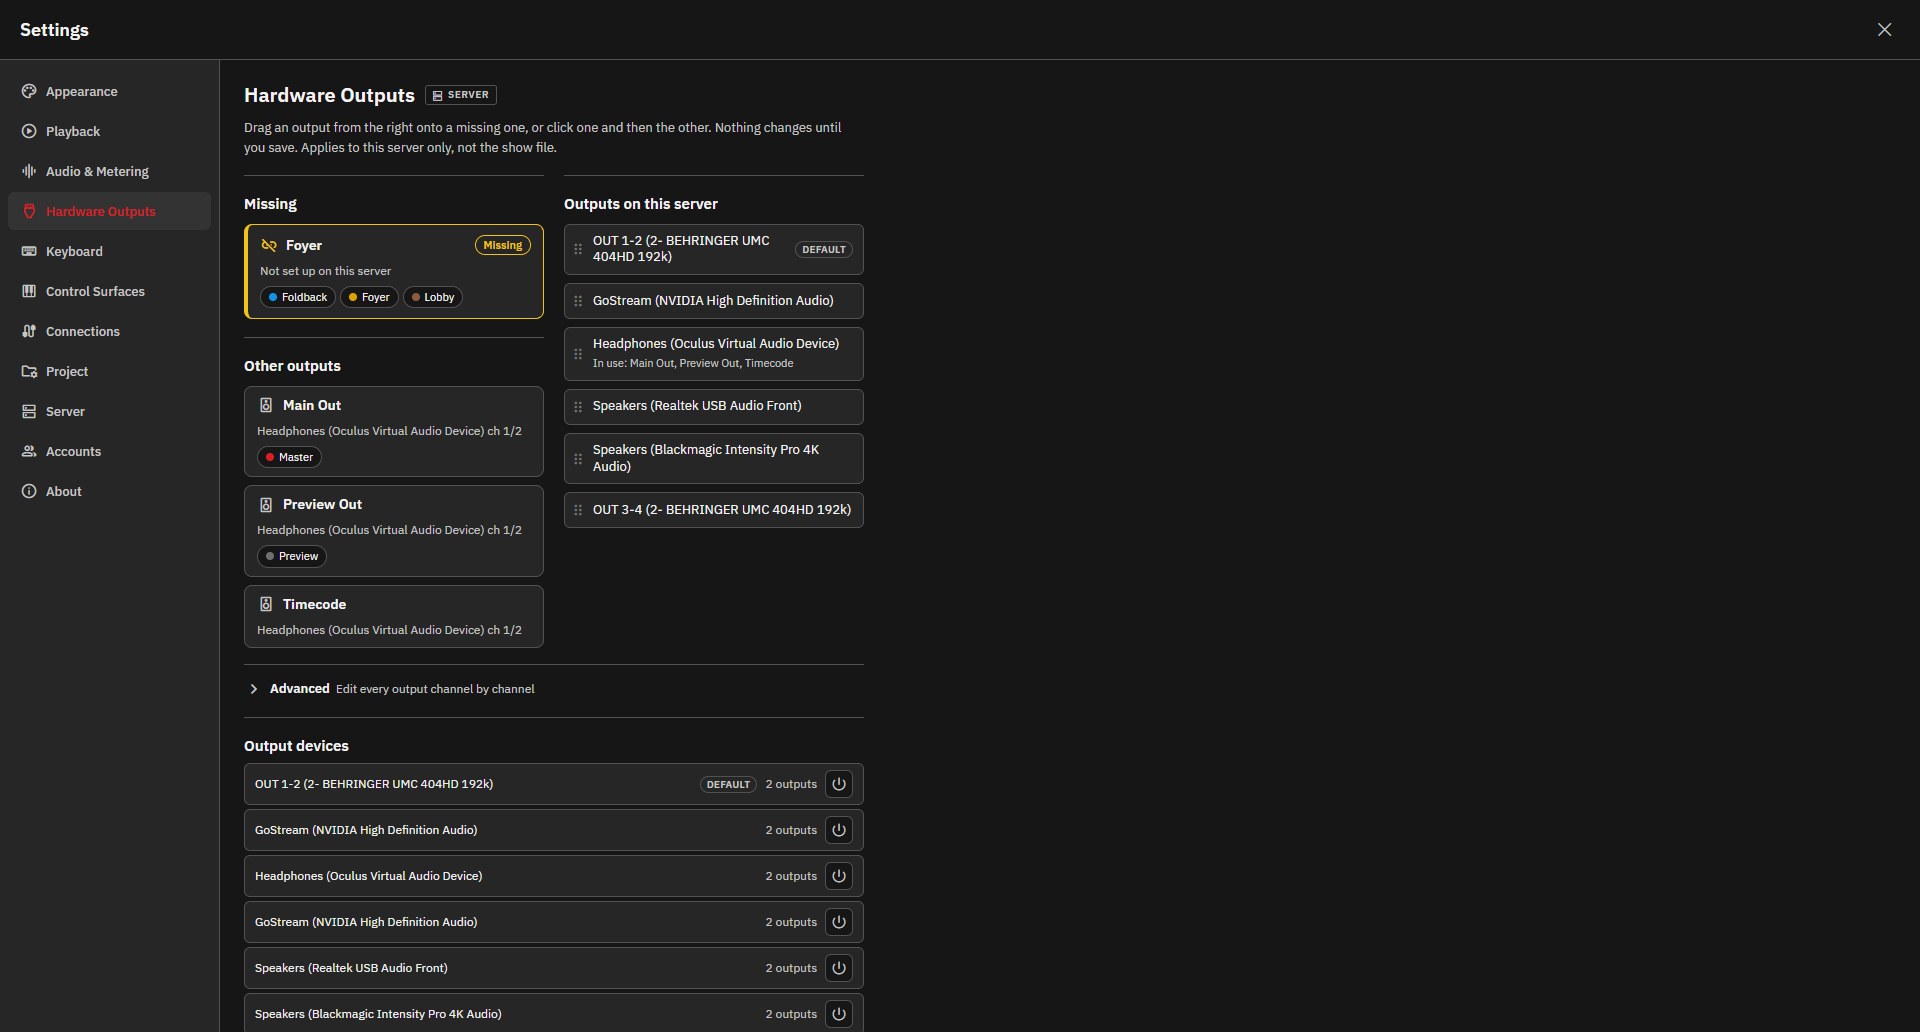 Settings
Appearance
Playback
Audio & Metering
Hardware Outputs
Keyboard
Control Surfaces
Connections
Project
Server
Accounts
About
Hardware Outputs
SERVER
Drag an output from the right onto a missing one, or click one and then the other. Nothing changes until
you save. Applies to this server only, not the show file.
Missing
Foyer
Missing
Not set up on this server
Foldback
Foyer
Lobby
Other outputs
Main Out
Headphones (Oculus Virtual Audio Device) ch 1/2
Master
Preview Out
Headphones (Oculus Virtual Audio Device) ch 1/2
Preview
Timecode
Headphones (Oculus Virtual Audio Device) ch 1/2
Outputs on this server
OUT 1-2 (2- BEHRINGER UMC
404HD 192k)
DEFAULT
GoStream (NVIDIA High Definition Audio)
Headphones (Oculus Virtual Audio Device)
In use: Main Out, Preview Out, Timecode
Speakers (Realtek USB Audio Front)
Speakers (Blackmagic Intensity Pro 4K
Audio)
OUT 3-4 (2- BEHRINGER UMC 404HD 192k)
Advanced Edit every output channel by channel
Output devices
OUT 1-2 (2- BEHRINGER UMC 404HD 192k) DEFAULT 2 outputs
GoStream (NVIDIA High Definition Audio) 2 outputs
Headphones (Oculus Virtual Audio Device) 2 outputs
GoStream (NVIDIA High Definition Audio) 2 outputs
Speakers (Realtek USB Audio Front) 2 outputs
Speakers (Blackmagic Intensity Pro 4K Audio) 2 outputs